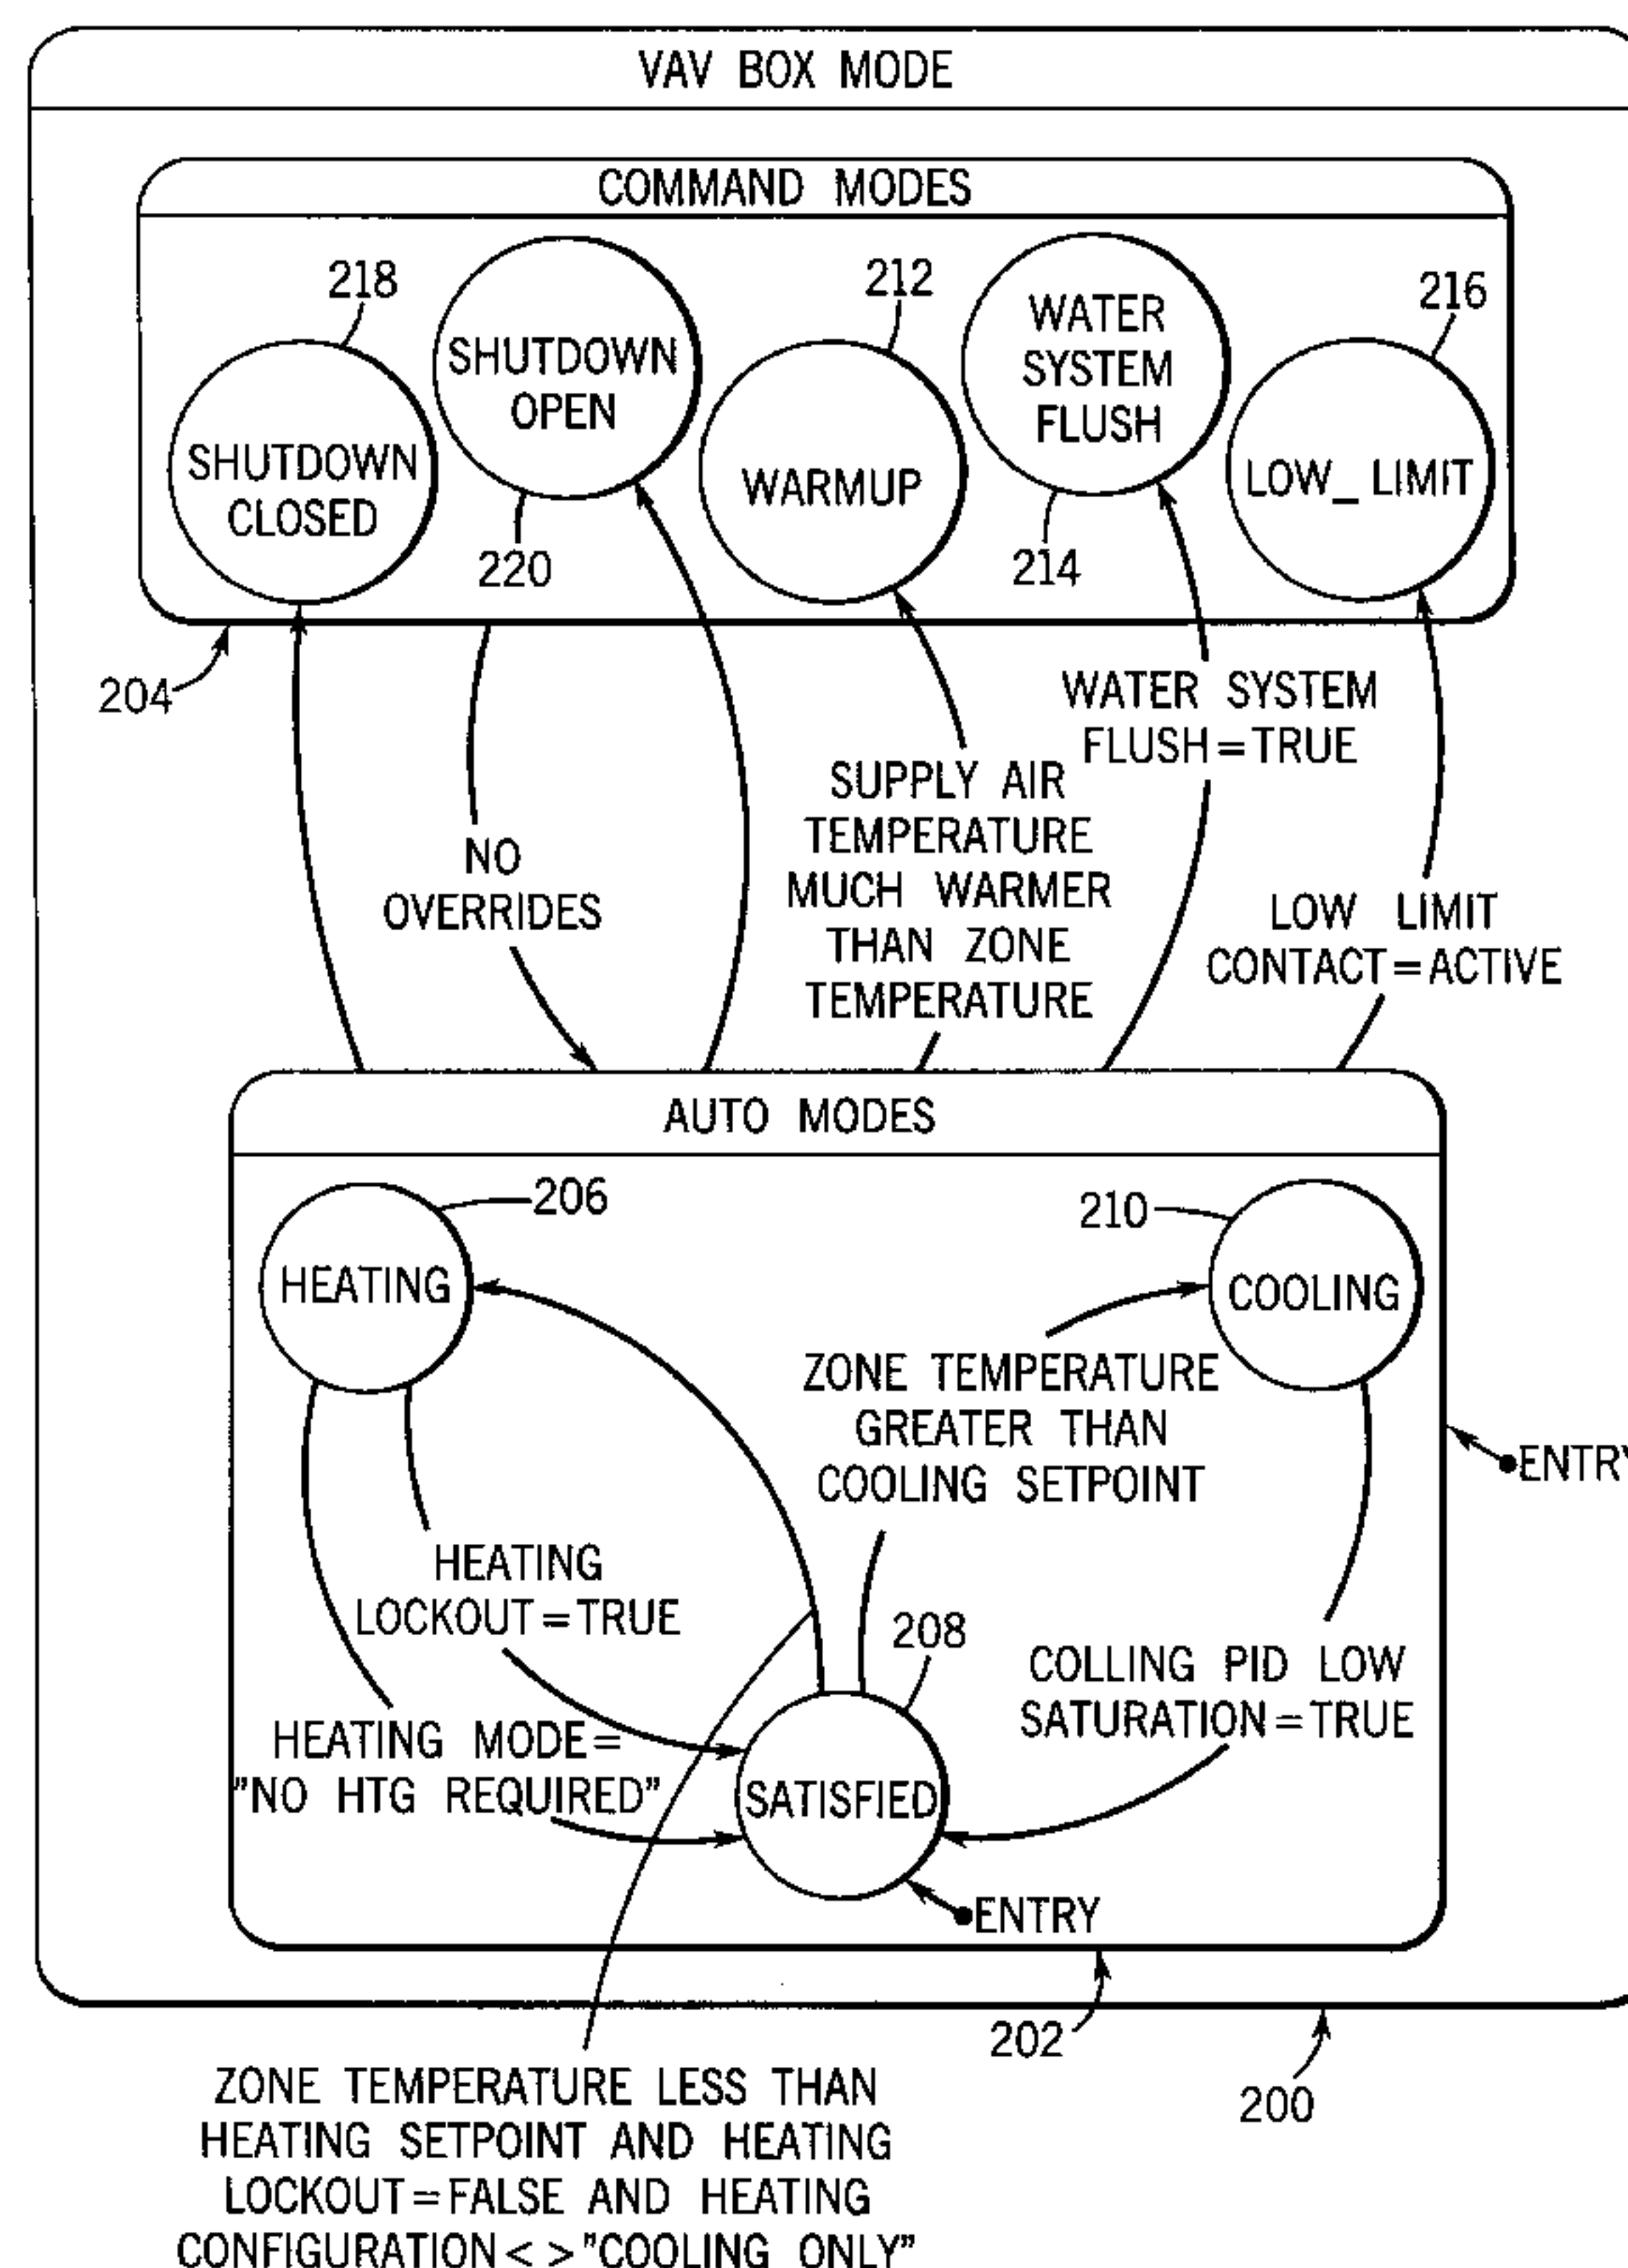 VAV BOX MODE
COMMAND MODES
218
212
216
SHUTDOWN
OPEN
WATER
SYSTEM
FLUSH
SHUTDOWN
CLOSED
WARMUP
LOW_ LIMIT
220
214
204
WATER SYSTEM
FLUSH=TRUE
NO
OVERRIDES
SUPPLY AIR
TEMPERATURE
MUCH WARMER
THAN ZONE
TEMPERATURE
LOW LIMIT
CONTACT=ACTIVE
AUTO MODES
206
210
HEATING
COOLING
ZONE TEMPERATURE
GREATER THAN
COOLING SETPOINT
ENTRY
HEATING
LOCKOUT=TRUE
208
COLLING PID LOW
SATURATION=TRUE
HEATING MODE=
"NO HTG REQUIRED"
SATISFIED
ENTRY
202
200
ZONE TEMPERATURE LESS THAN
HEATING SETPOINT AND HEATING
LOCKOUT=FALSE AND HEATING
CONFIGURATION< >"COOLING ONLY"